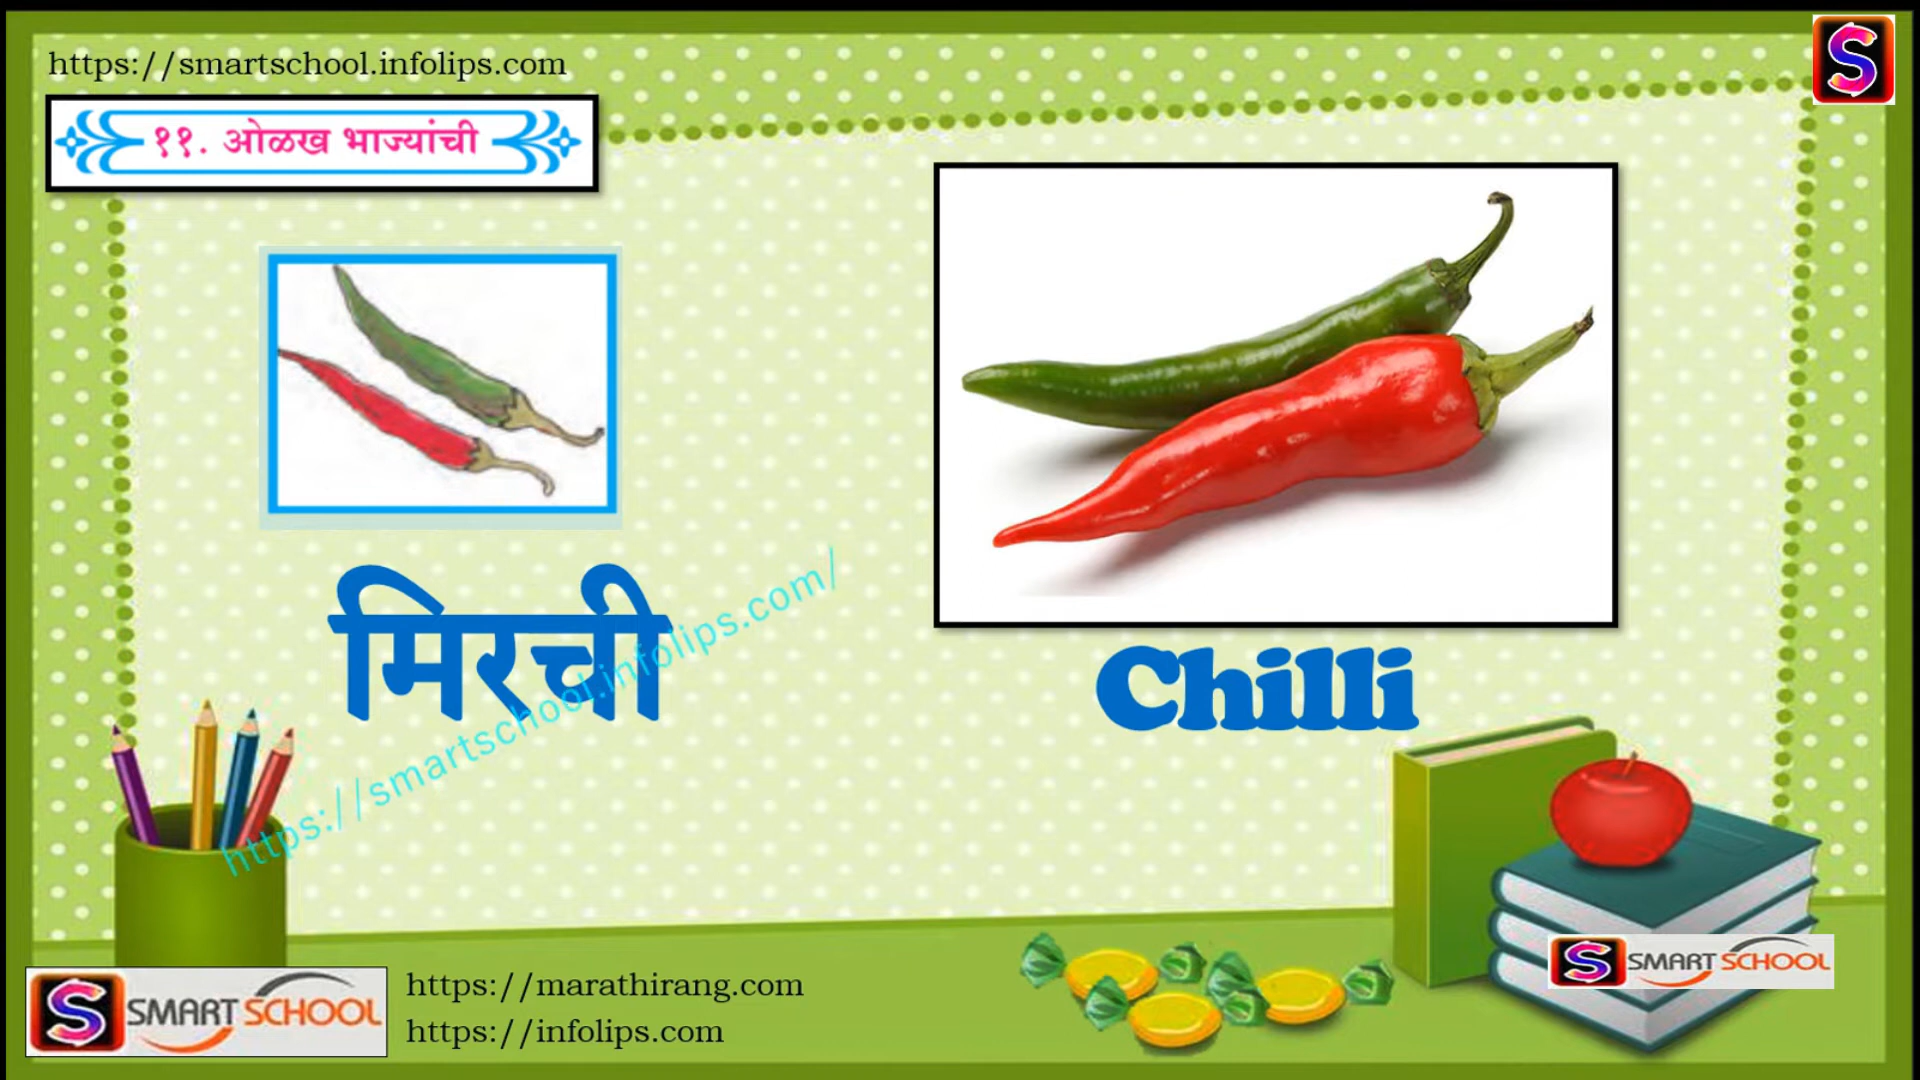 https://smartschool.infolips.com
S
११. ओळख भाज्यांची
मिरची
Chilli
https://smartschool.infolips.com/
S SMART SCHOOL
S SMART SCHOOL
https://marathirang.com
https://infolips.com